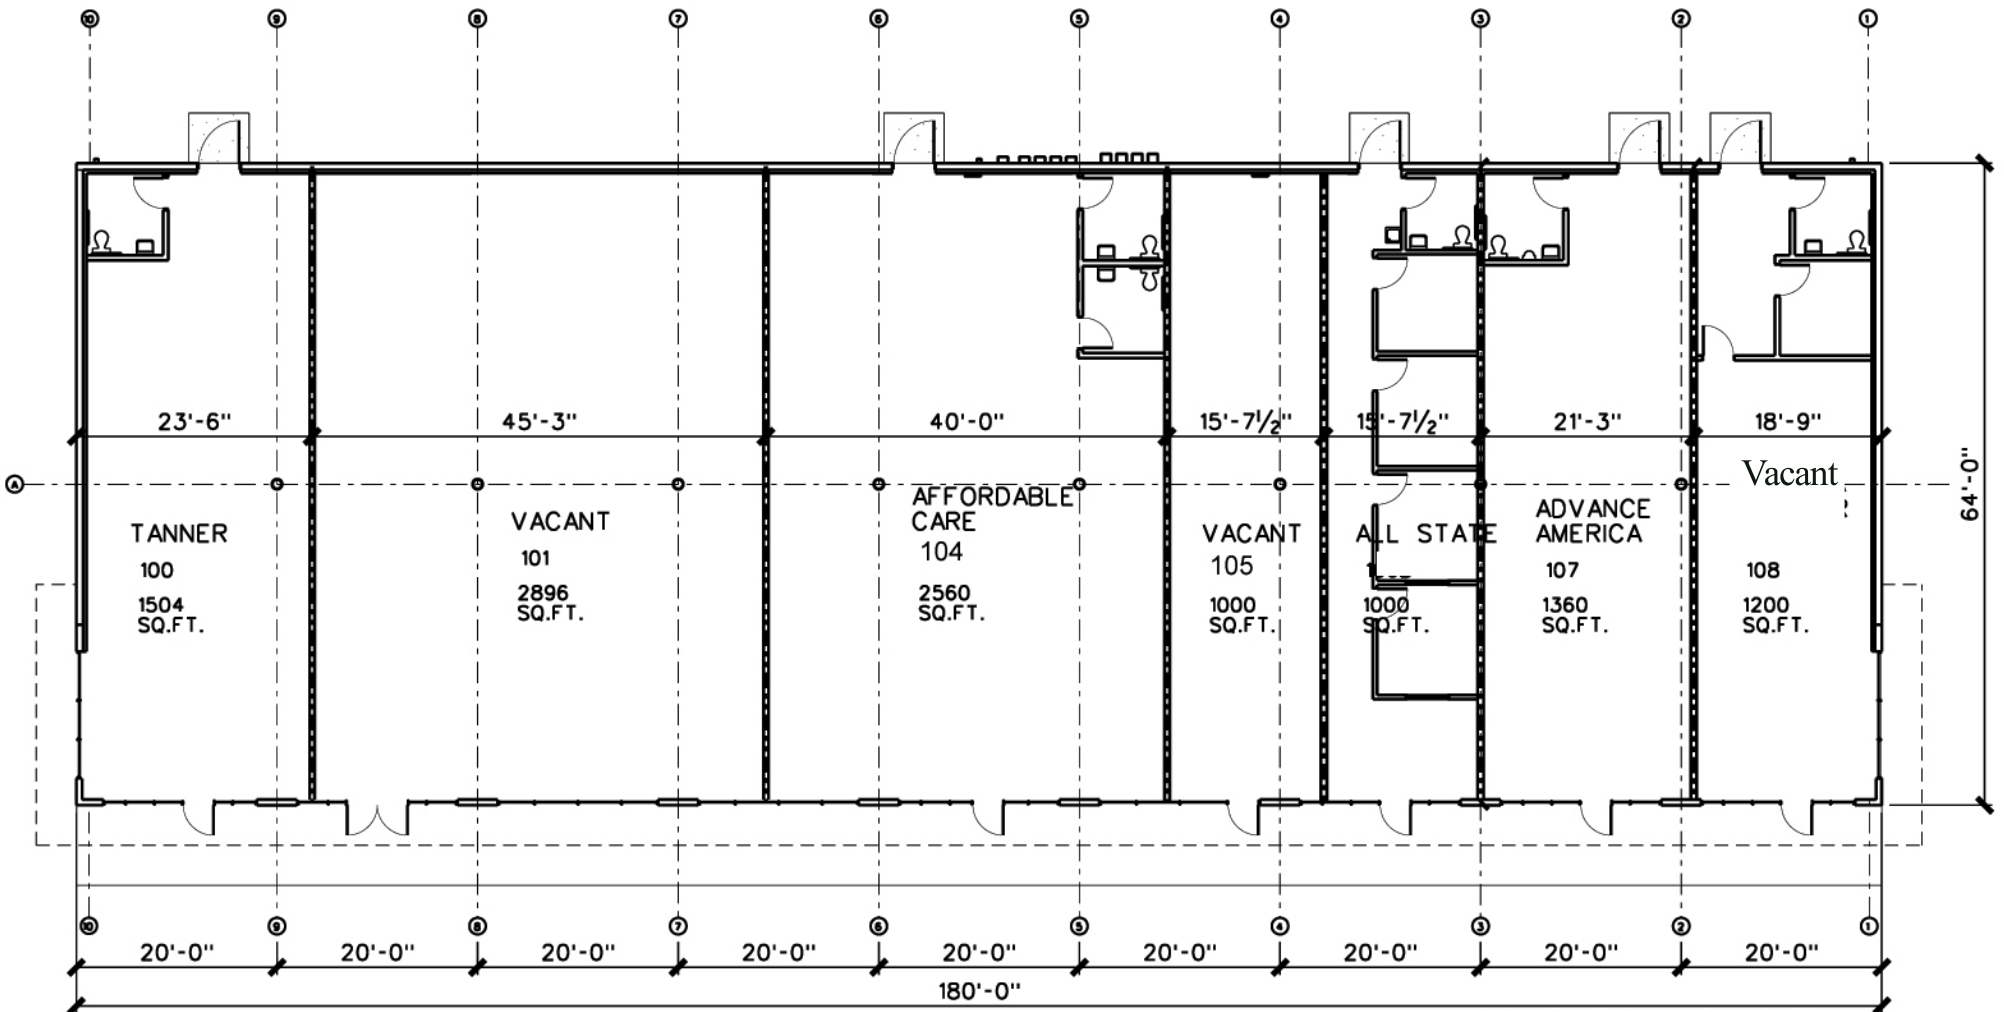 10 9 8 7 6 5 4 3 2 1
23'-6" 45'-3" 40'-0" 15'-7½" 15'-7½" 21'-3" 18'-9"
64'-0"
A
TANNER
100
1504
SQ.FT.
VACANT
101
2896
SQ.FT.
AFFORDABLE
CARE
104
2560
SQ.FT.
VACANT
105
1000
SQ.FT.
ALL STATE
1000
SQ.FT.
ADVANCE
AMERICA
107
1360
SQ.FT.
Vacant
108
1200
SQ.FT.
10 9 8 7 6 5 4 3 2 1
20'-0" 20'-0" 20'-0" 20'-0" 20'-0" 20'-0" 20'-0" 20'-0" 20'-0"
180'-0"